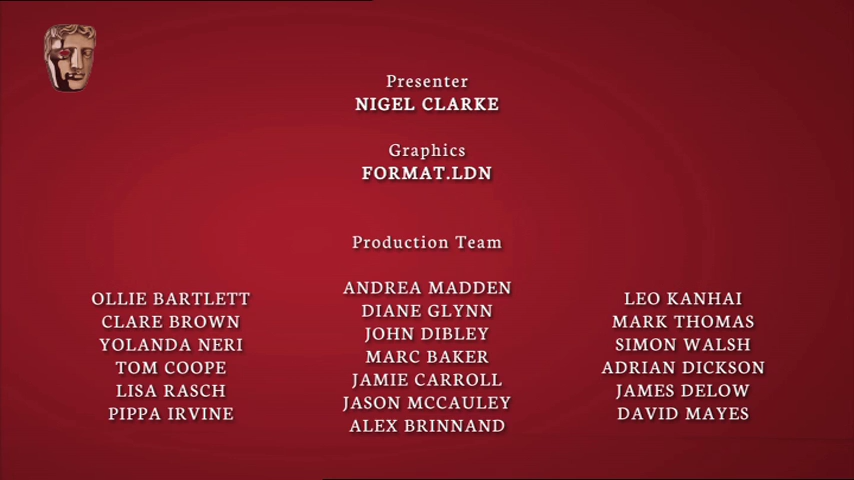 Presenter
NIGEL CLARKE
Graphics
FORMAT.LDN
Production Team
OLLIE BARTLETT
CLARE BROWN
YOLANDA NERI
TOM COOPE
LISA RASCH
PIPPA IRVINE
ANDREA MADDEN
DIANE GLYNN
JOHN DIBLEY
MARC BAKER
JAMIE CARROLL
JASON MCCAULEY
ALEX BRINNAND
LEO KANHAI
MARK THOMAS
SIMON WALSH
ADRIAN DICKSON
JAMES DELOW
DAVID MAYES